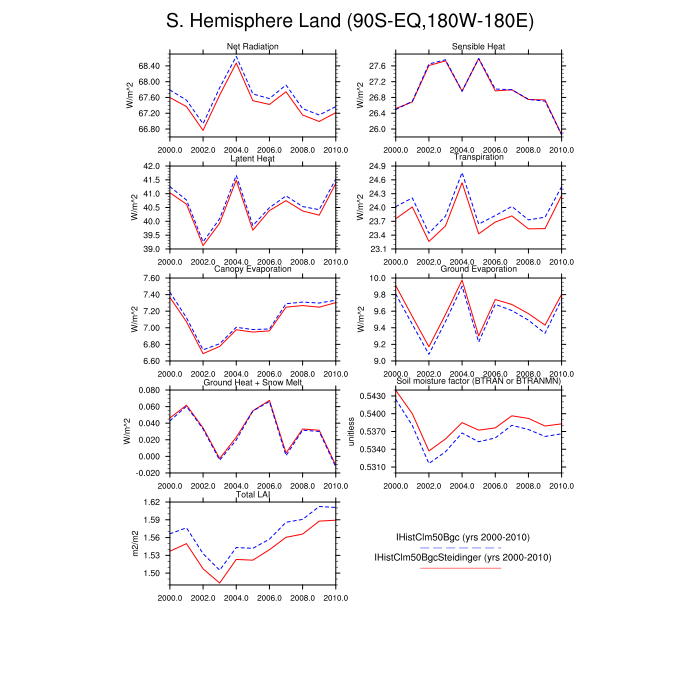 S. Hemisphere Land (90S-EQ,180W-180E)
Net Radiation
W/m^2
68.40
68.00
67.60
67.20
66.80
2000.0 2002.0 2004.0 2006.0 2008.0 2010.0
Sensible Heat
W/m^2
27.6
27.2
26.8
26.4
26.0
2000.0 2002.0 2004.0 2006.0 2008.0 2010.0
Latent Heat
W/m^2
42.0
41.5
41.0
40.5
40.0
39.5
39.0
2000.0 2002.0 2004.0 2006.0 2008.0 2010.0
Transpiration
W/m^2
24.9
24.6
24.3
24.0
23.7
23.4
23.1
2000.0 2002.0 2004.0 2006.0 2008.0 2010.0
Canopy Evaporation
W/m^2
7.60
7.40
7.20
7.00
6.80
6.60
2000.0 2002.0 2004.0 2006.0 2008.0 2010.0
Ground Evaporation
W/m^2
10.0
9.8
9.6
9.4
9.2
9.0
2000.0 2002.0 2004.0 2006.0 2008.0 2010.0
Ground Heat + Snow Melt
W/m^2
0.080
0.060
0.040
0.020
0.000
-0.020
2000.0 2002.0 2004.0 2006.0 2008.0 2010.0
Soil moisture factor (BTRAN or BTRANMN)
unitless
0.5430
0.5400
0.5370
0.5340
0.5310
2000.0 2002.0 2004.0 2006.0 2008.0 2010.0
Total LAI
m2/m2
1.62
1.59
1.56
1.53
1.50
2000.0 2002.0 2004.0 2006.0 2008.0 2010.0
IHistClm50Bgc (yrs 2000-2010)
IHistClm50BgcSteidinger (yrs 2000-2010)